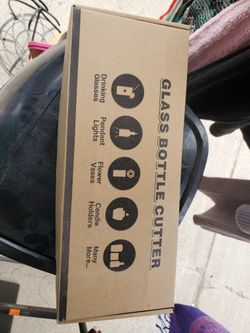 GLASS BOTTLE CUTTER
Drinking
Glasses
Pendant
Lights
Flower
Vases
Candle
Holders
Many
More...